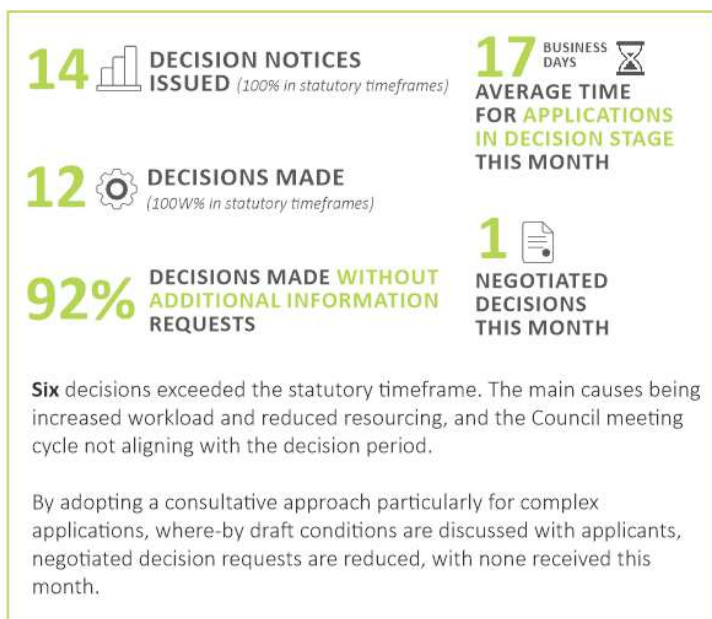 14 DECISION NOTICES
ISSUED (100% in statutory timeframes)
12 DECISIONS MADE
(100W% in statutory timeframes)
92% DECISIONS MADE WITHOUT
ADDITIONAL INFORMATION
REQUESTS
17 BUSINESS
DAYS
AVERAGE TIME
FOR APPLICATIONS
IN DECISION STAGE
THIS MONTH
1
NEGOTIATED
DECISIONS
THIS MONTH
Six decisions exceeded the statutory timeframe. The main causes being
increased workload and reduced resourcing, and the Council meeting
cycle not aligning with the decision period.
By adopting a consultative approach particularly for complex
applications, where-by draft conditions are discussed with applicants,
negotiated decision requests are reduced, with none received this
month.